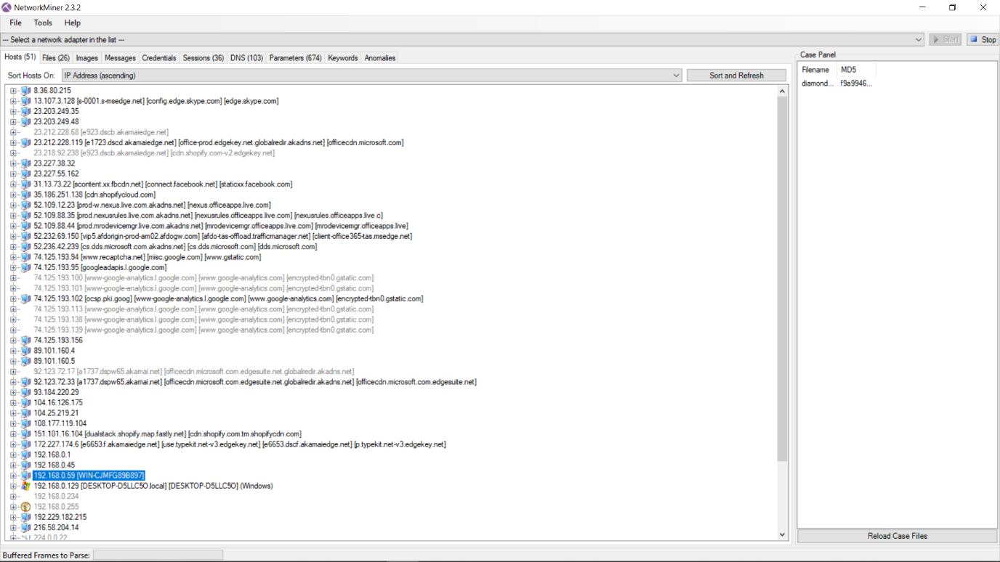 NetworkMiner 2.3.2
File Tools Help
--- Select a network adapter in the list ---
Start Stop
Hosts (51) Files (26) Images Messages Credentials Sessions (36) DNS (103) Parameters (674) Keywords Anomalies
Case Panel
Sort Hosts On: IP Address (ascending) Sort and Refresh
Filename MD5
diamond... f9a9946...
8.36.80.215
13.107.3.128 [s-0001.s-msedge.net] [config.edge.skype.com] [edge.skype.com]
23.203.249.35
23.203.249.48
23.212.228.68 [e923.dscb.akamaiedge.net]
23.212.228.119 [e1723.dscd.akamaiedge.net] [office-prod.edgekey.net.globalredir.akadns.net] [officecdn.microsoft.com]
23.218.92.238 [e923.dscb.akamaiedge.net] [cdn.shopify.com-v2.edgekey.net]
23.227.38.32
23.227.55.162
31.13.73.22 [scontent.xx.fbcdn.net] [connect.facebook.net] [staticxx.facebook.com]
35.186.251.138 [cdn.shopifycloud.com]
52.109.12.23 [prod-w.nexus.live.com.akadns.net] [nexus.officeapps.live.com]
52.109.88.35 [prod.nexusrules.live.com.akadns.net] [nexusrules.officeapps.live.com] [nexusrules.officeapps.live.c]
52.109.88.44 [prod.mrodevicemgr.live.com.akadns.net] [mrodevicemgr.officeapps.live.com] [mrodevicemgr.officeapps.live]
52.232.69.150 [vip5.afdorigin-prod-am02.afdogw.com] [afdo-tas-offload.trafficmanager.net] [client-office365-tas.msedge.net]
52.236.42.239 [cs.dds.microsoft.com.akadns.net] [cs.dds.microsoft.com] [dds.microsoft.com]
74.125.193.94 [www.recaptcha.net] [misc.google.com] [www.gstatic.com]
74.125.193.95 [googleadapis.l.google.com]
74.125.193.100 [www-google-analytics.l.google.com] [www.google-analytics.com] [encrypted-tbn0.gstatic.com]
74.125.193.101 [www-google-analytics.l.google.com] [www.google-analytics.com] [encrypted-tbn0.gstatic.com]
74.125.193.102 [ocsp.pki.goog] [www-google-analytics.l.google.com] [www.google-analytics.com] [encrypted-tbn0.gstatic.com]
74.125.193.113 [www-google-analytics.l.google.com] [www.google-analytics.com] [encrypted-tbn0.gstatic.com]
74.125.193.138 [www-google-analytics.l.google.com] [www.google-analytics.com] [encrypted-tbn0.gstatic.com]
74.125.193.139 [www-google-analytics.l.google.com] [www.google-analytics.com] [encrypted-tbn0.gstatic.com]
74.125.193.156
89.101.160.4
89.101.160.5
92.123.72.17 [a1737.dspw65.akamai.net] [officecdn.microsoft.com.edgesuite.net.globalredir.akadns.net]
92.123.72.33 [a1737.dspw65.akamai.net] [officecdn.microsoft.com.edgesuite.net.globalredir.akadns.net] [officecdn.microsoft.com.edgesuite.net]
93.184.220.29
104.16.126.175
104.25.219.21
108.177.119.104
151.101.16.104 [dualstack.shopify.map.fastly.net] [cdn.shopify.com.tm.shopifycdn.com]
172.227.174.6 [e6653.f.akamaiedge.net] [use.typekit.net-v3.edgekey.net] [e6653.dscf.akamaiedge.net] [p.typekit.net-v3.edgekey.net]
192.168.0.1
192.168.0.45
192.168.0.59 [WIN-CJMFG89B897]
192.168.0.129 [DESKTOP-D5LLC5O.local] [DESKTOP-D5LLC5O] (Windows)
192.168.0.234
192.168.0.255
192.229.182.215
216.58.204.14
224.0.0.22
Reload Case Files
Buffered Frames to Parse: